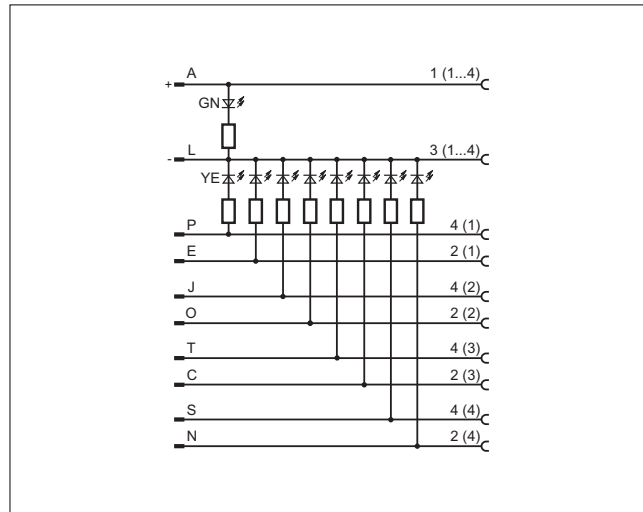 A 1 (1...4)
+
GN
L 3 (1...4)
-
YE
P 4 (1)
E 2 (1)
J 4 (2)
O 2 (2)
T 4 (3)
C 2 (3)
S 4 (4)
N 2 (4)